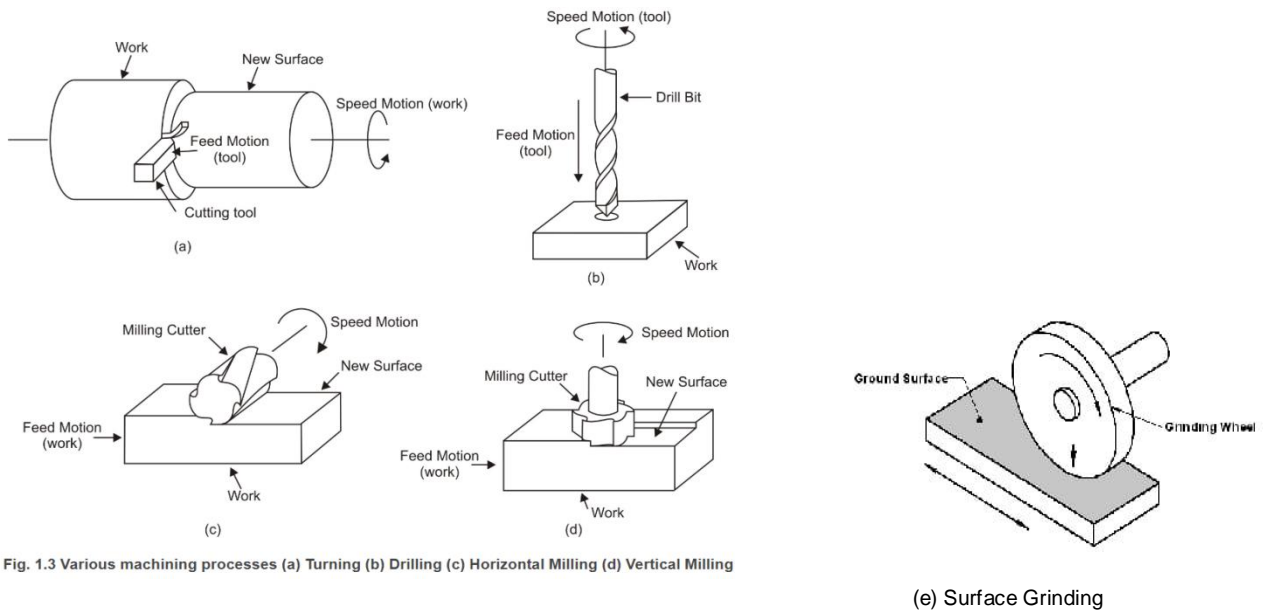 Work
New Surface
Speed Motion (work)
Feed Motion
(tool)
Cutting tool
(a)
Speed Motion (tool)
Drill Bit
Feed Motion
(tool)
Work
(b)
Milling Cutter
Speed Motion
New Surface
Feed Motion
(work)
Work
(c)
Speed Motion
Milling Cutter
New Surface
Feed Motion
(work)
Work
(d)
Ground Surface
Grinding Wheel
Fig. 1.3 Various machining processes (a) Turning (b) Drilling (c) Horizontal Milling (d) Vertical Milling
(e) Surface Grinding